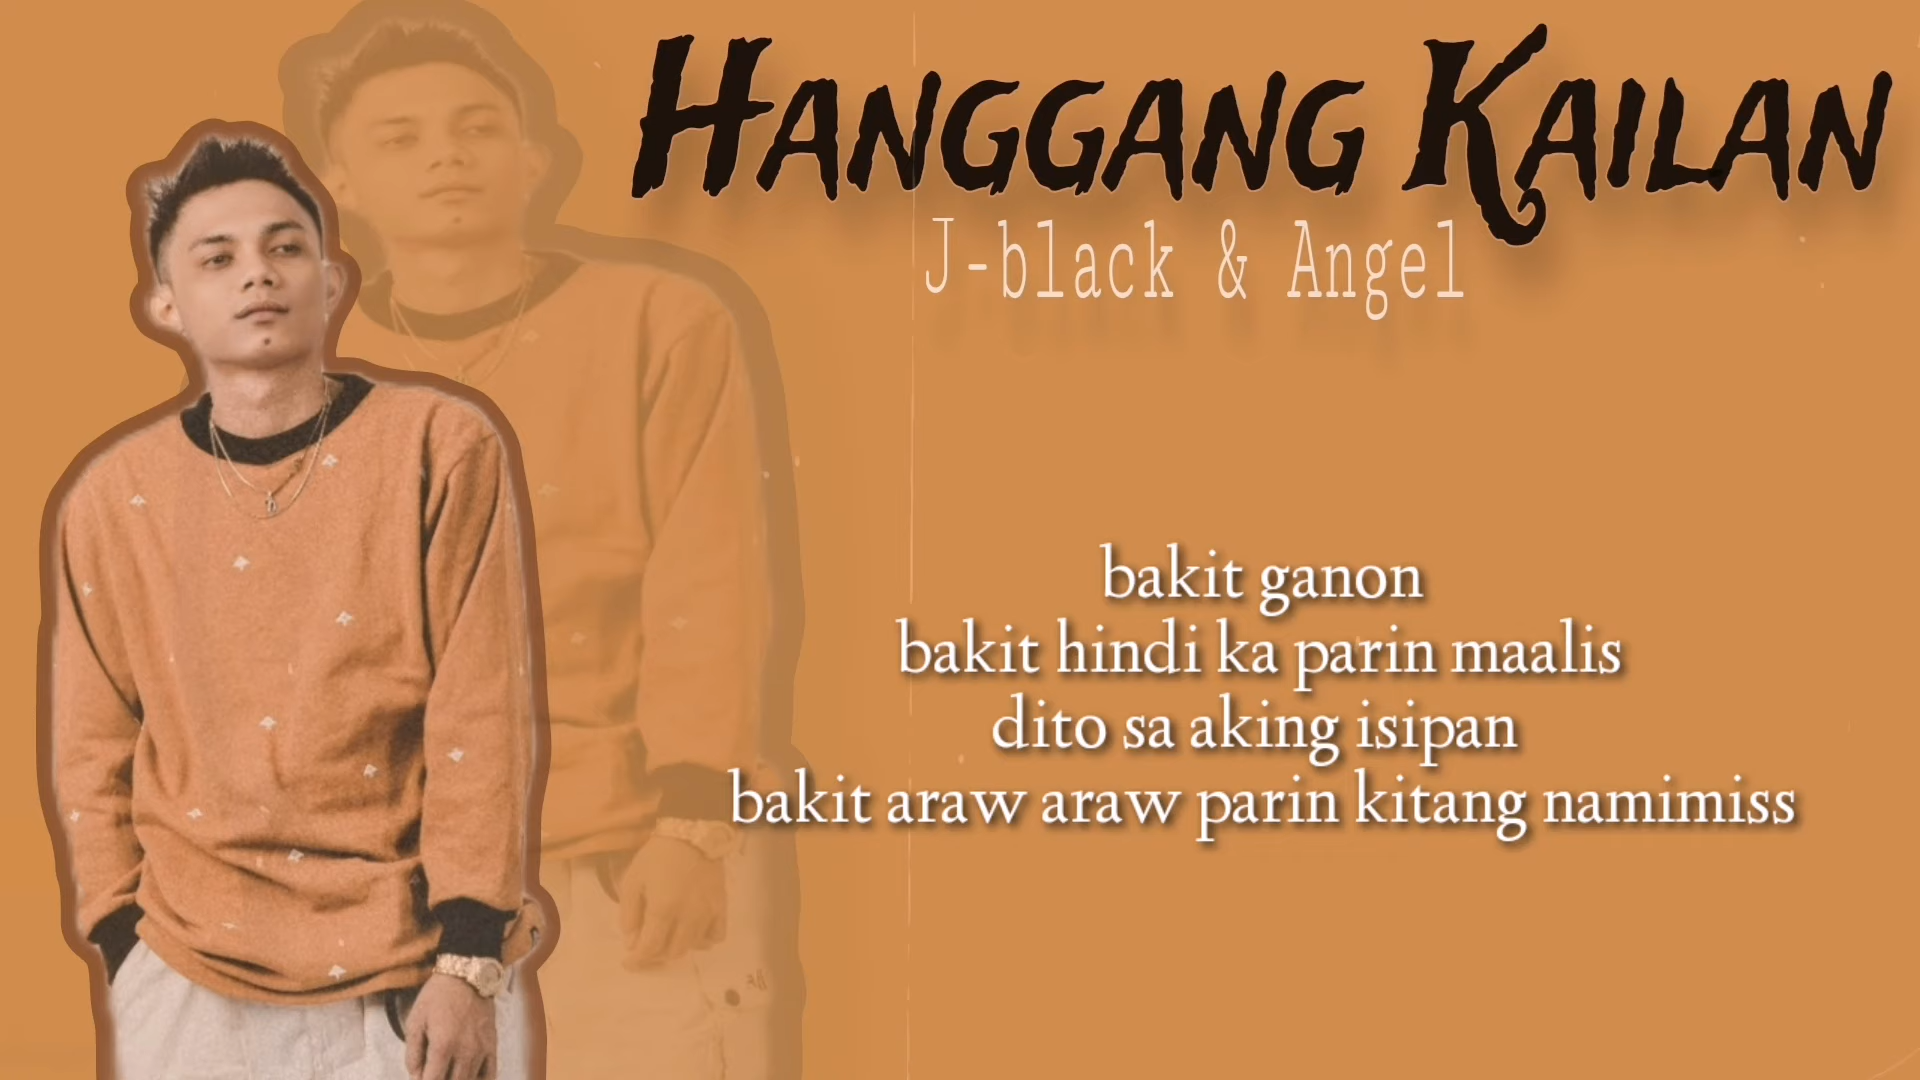 HANGGANG KAILAN
J-black & Angel
bakit ganon
bakit hindi ka parin maalis
dito sa aking isipan
bakit araw araw parin kitang namimiss